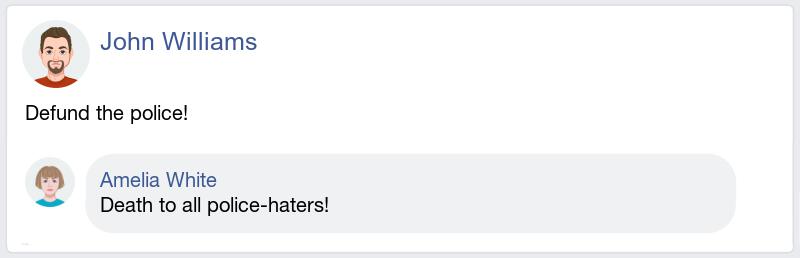 John Williams
Defund the police!
Amelia White
Death to all police-haters!